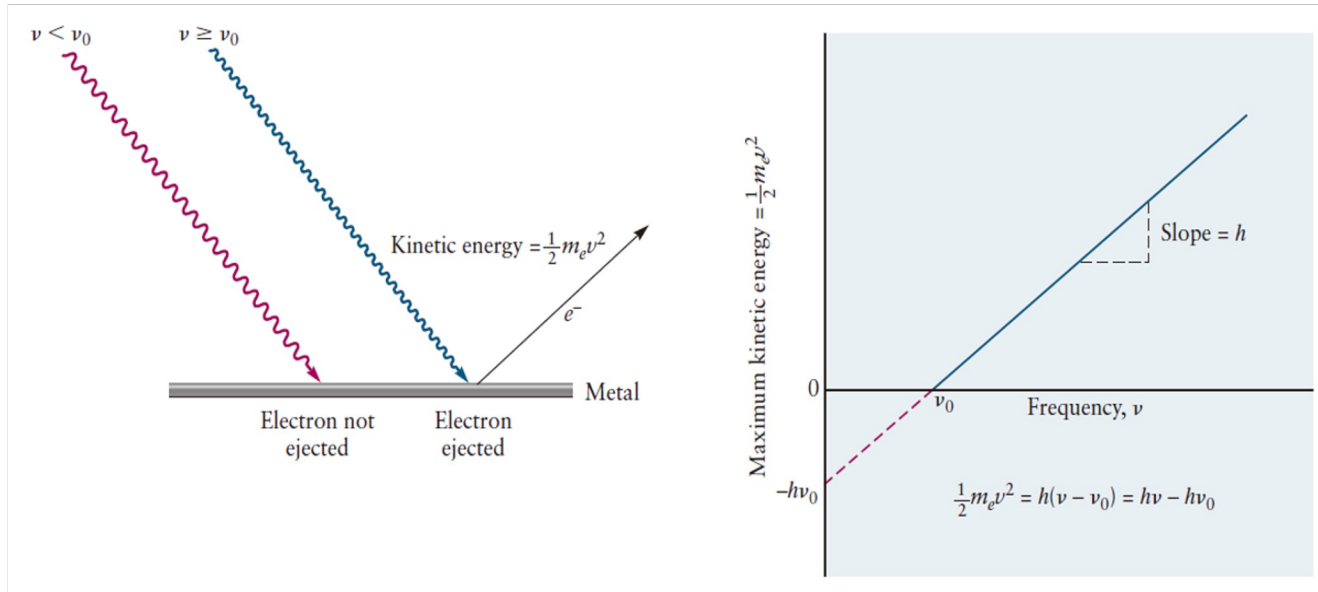 ν < ν₀
ν ≥ ν₀
Kinetic energy = ½mₑv²
e⁻
Metal
Electron not
ejected
Electron
ejected
Maximum kinetic energy = ½mₑv²
Slope = h
0
ν₀
Frequency, ν
–hν₀
½mₑv² = h(ν – ν₀) = hν – hν₀